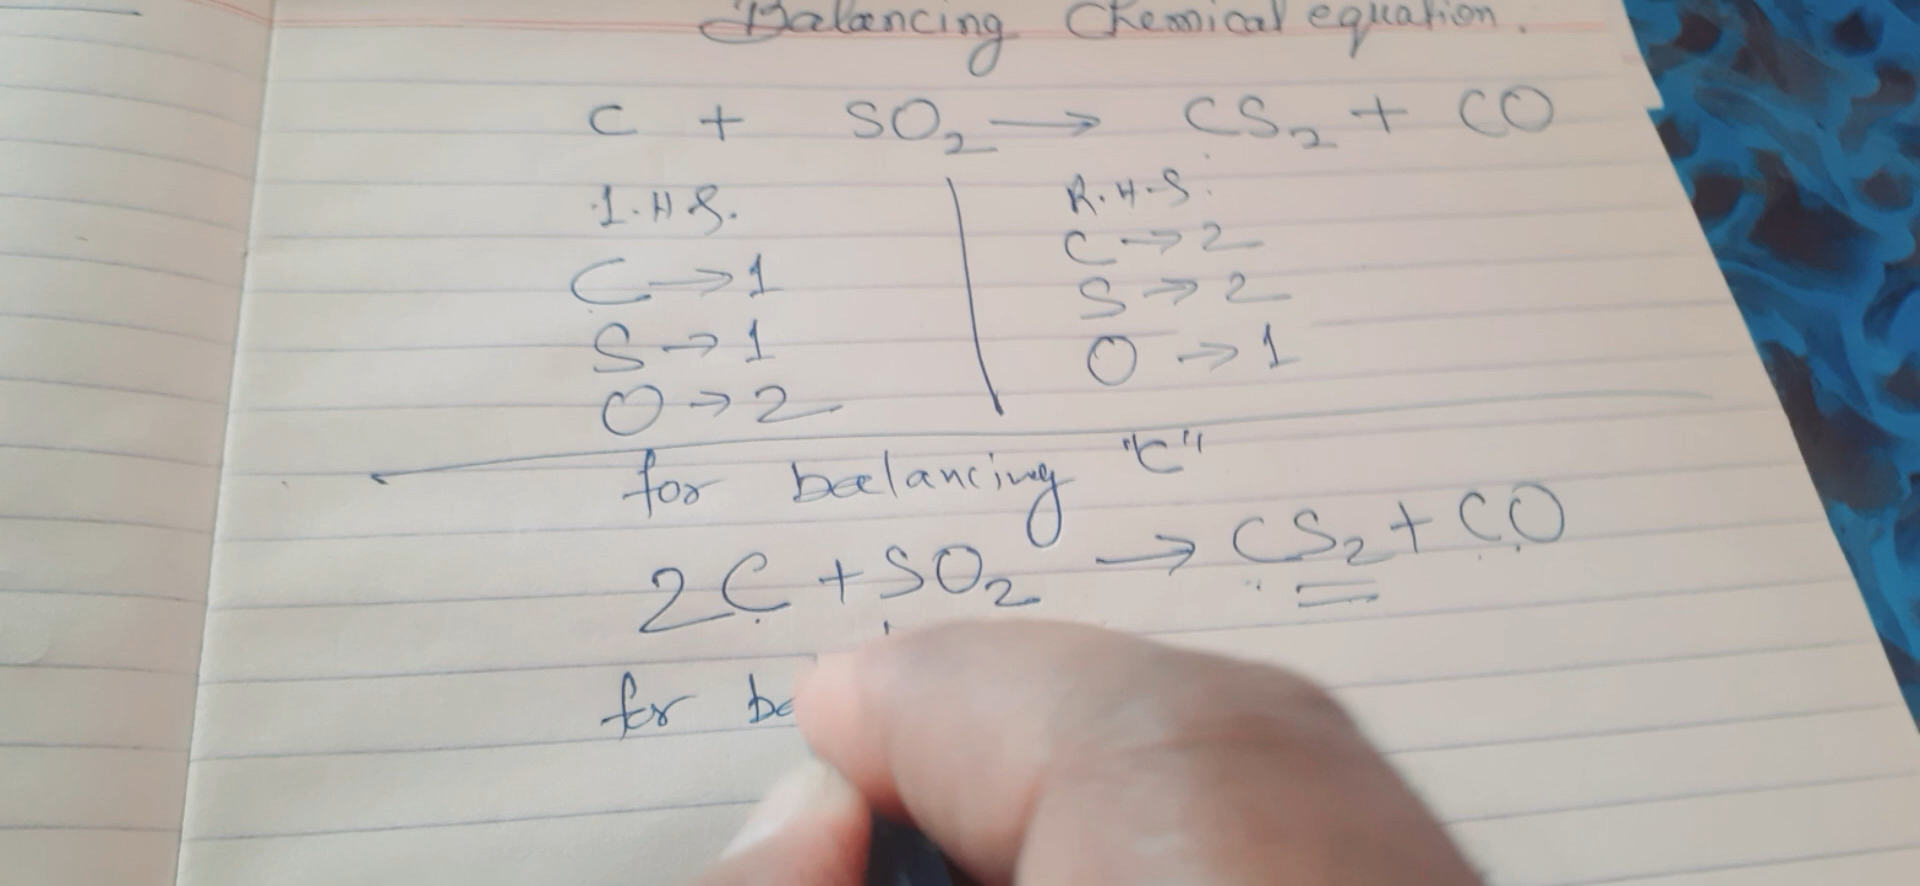 Balancing Chemical equation.
C + SO₂ → CS₂ + CO
L.H.S. R.H.S.
C → 1 C → 2
S → 1 S → 2
O → 2 O → 1
for balancing "C"
2C + SO₂ → CS₂ + CO
for